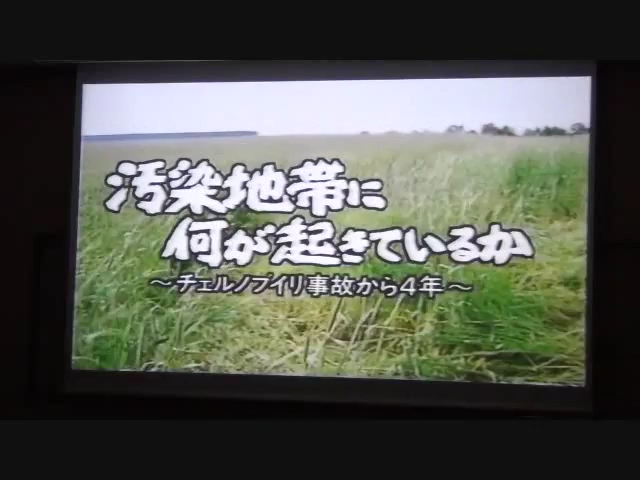 汚染地帯に
何が起きているか
〜チェルノブイリ事故から4年〜